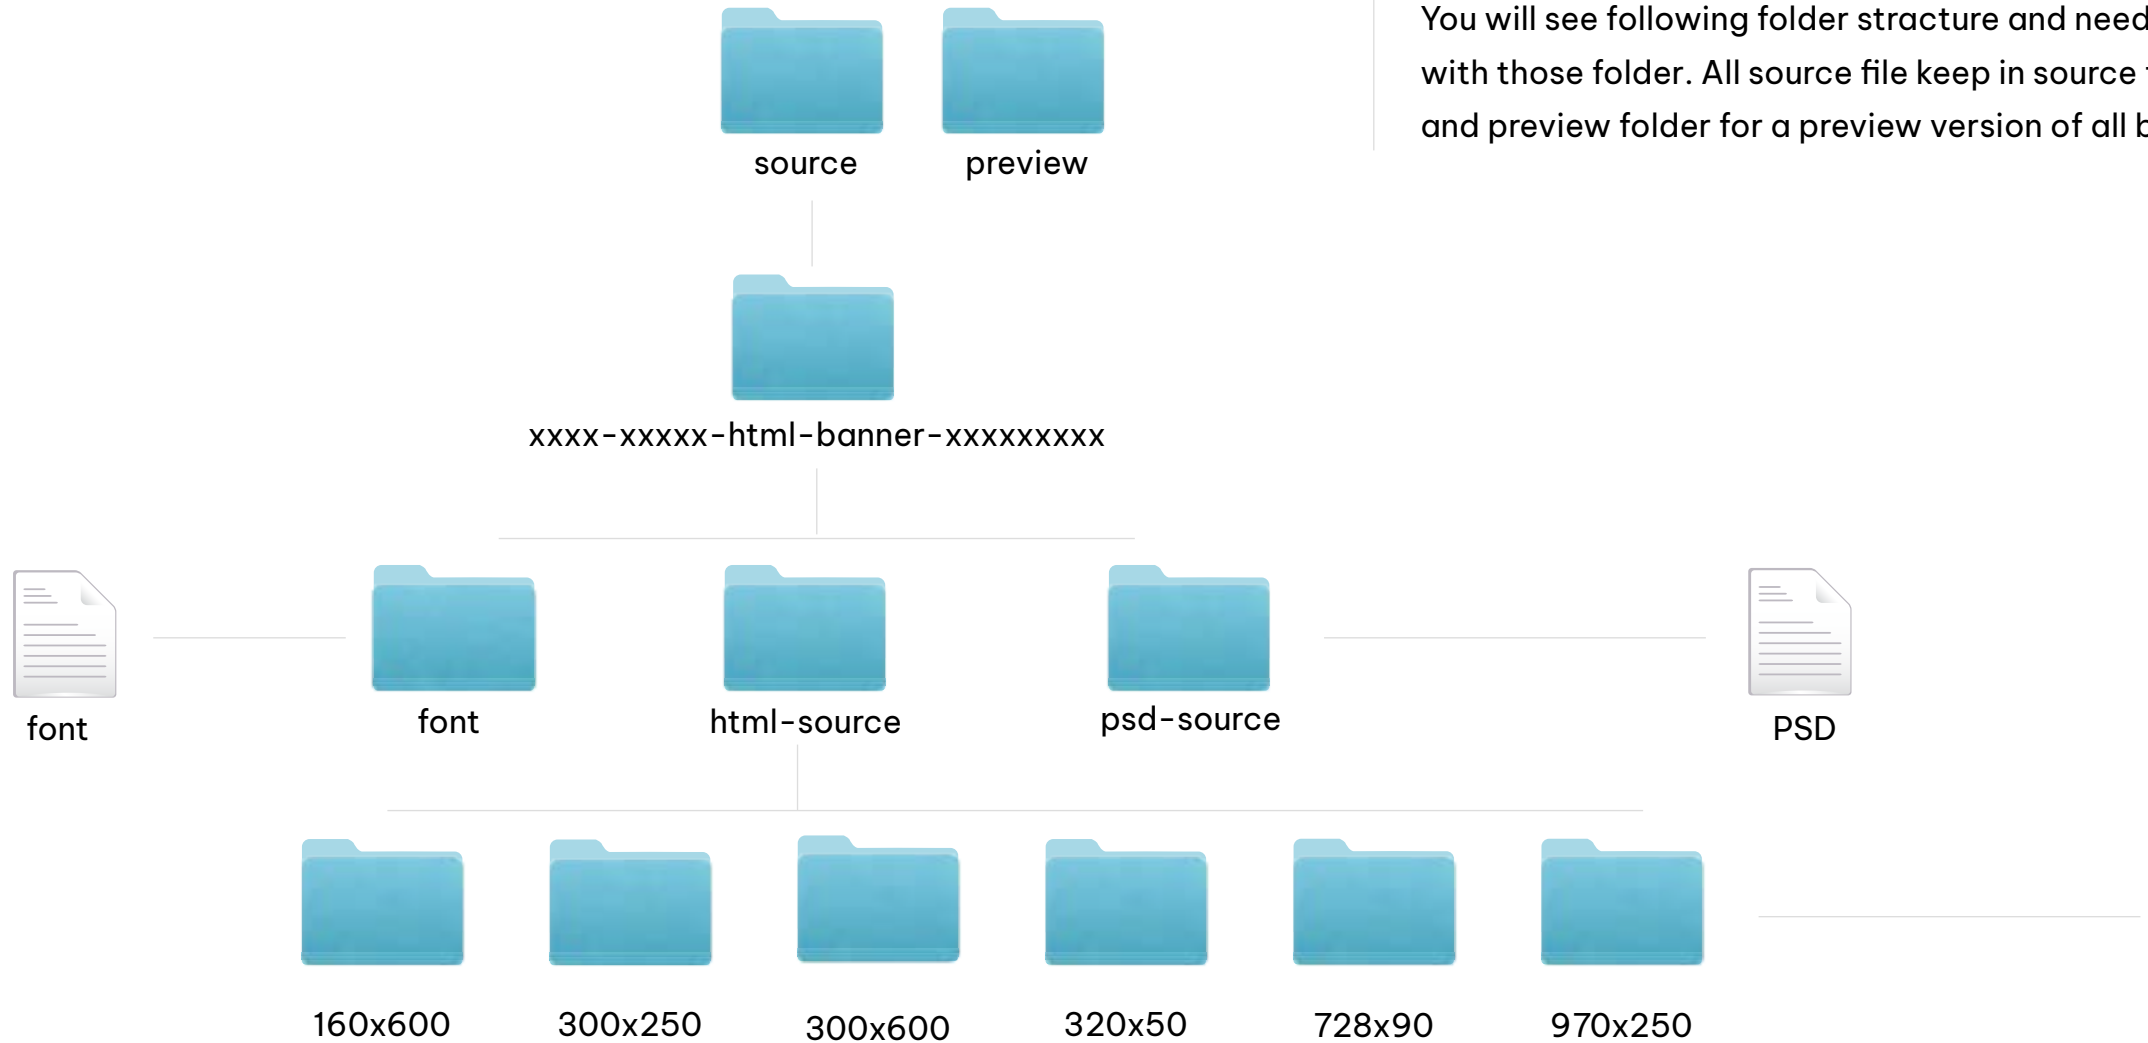 You will see following folder stracture and need
with those folder. All source file keep in source
and preview folder for a preview version of all
source preview
xxxx-xxxxx-html-banner-xxxxxxxxx
font font html-source psd-source PSD
160x600 300x250 300x600 320x50 728x90 970x250